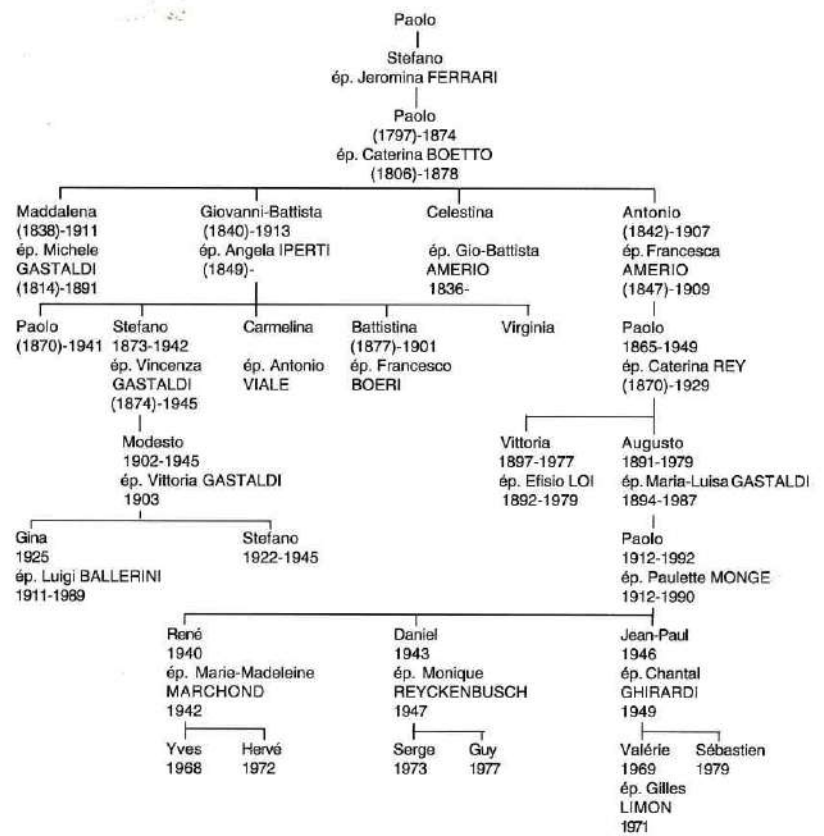 Paolo
Stefano
ép. Jeromina FERRARI
Paolo
(1797)-1874
ép. Caterina BOETTO
(1806)-1878
Maddalena
(1838)-1911
ép. Michele
GASTALDI
(1814)-1891
Giovanni-Battista
(1840)-1913
ép. Angela IPERTI
(1849)-
Celestina
ép. Gio-Battista
AMERIO
1836-
Antonio
(1842)-1907
ép. Francesca
AMERIO
(1847)-1909
Paolo
(1870)-1941
Stefano
1873-1942
ép. Vincenza
GASTALDI
(1874)-1945
Carmelina
ép. Antonio
VIALE
Battistina
(1877)-1901
ép. Francesco
BOERI
Virginia
Paolo
1865-1949
ép. Caterina REY
(1870)-1929
Modesto
1902-1945
ép. Vittoria GASTALDI
1903
Vittoria
1897-1977
ép. Efisio LOI
1892-1979
Augusto
1891-1979
ép. Maria-Luisa GASTALDI
1894-1987
Gina
1925
ép. Luigi BALLERINI
1911-1989
Stefano
1922-1945
Paolo
1912-1992
ép. Paulette MONGE
1912-1990
René
1940
ép. Marie-Madeleine
MARCHOND
1942
Daniel
1943
ép. Monique
REYCKENBUSCH
1947
Jean-Paul
1946
ép. Chantal
GHIRARDI
1949
Yves
1968
Hervé
1972
Serge
1973
Guy
1977
Valérie
1969
ép. Gilles
LIMON
1971
Sébastien
1979